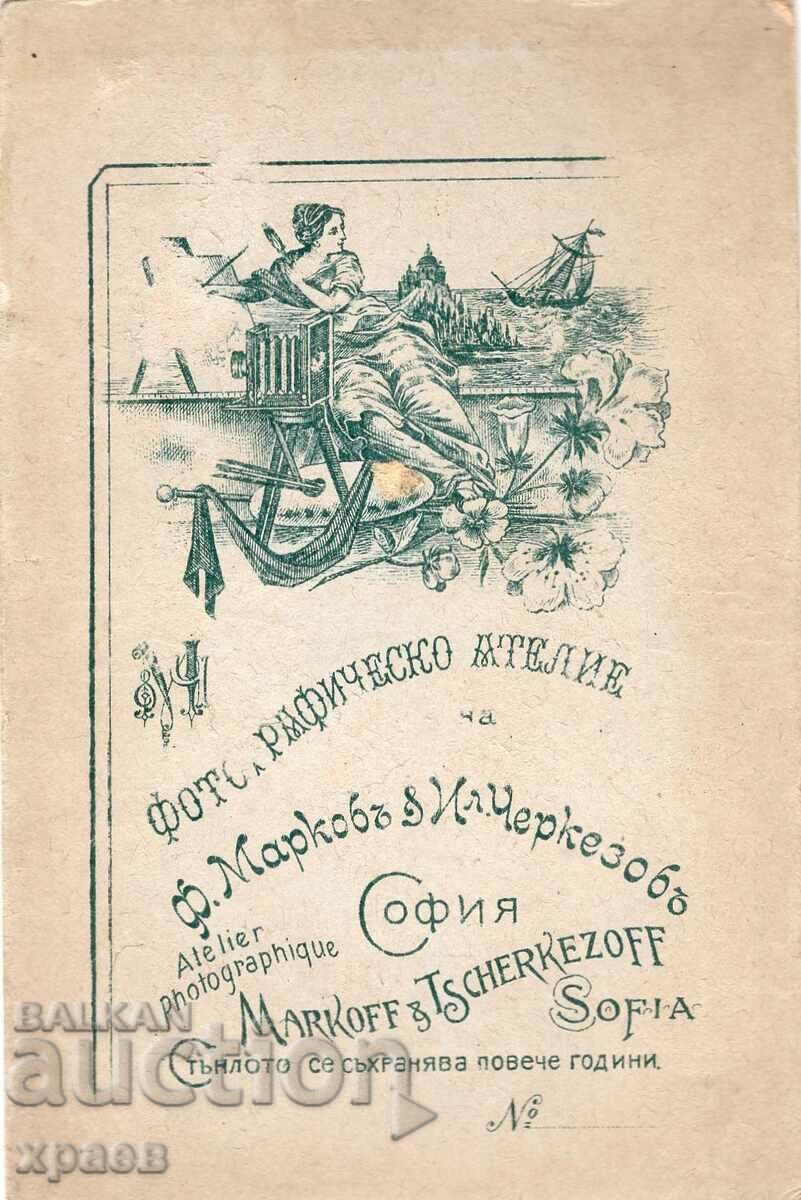 ФОТОГРАФИЧЕСКО АТЕЛИЕ
на
Ф. Марковъ & Ил. Черкезовъ
София
Atelier
photographique
MARKOFF & TSCHERKEZOFF
SOFIA
Стъклото се съхранява повече години.
№
BALKAN
auction
храев